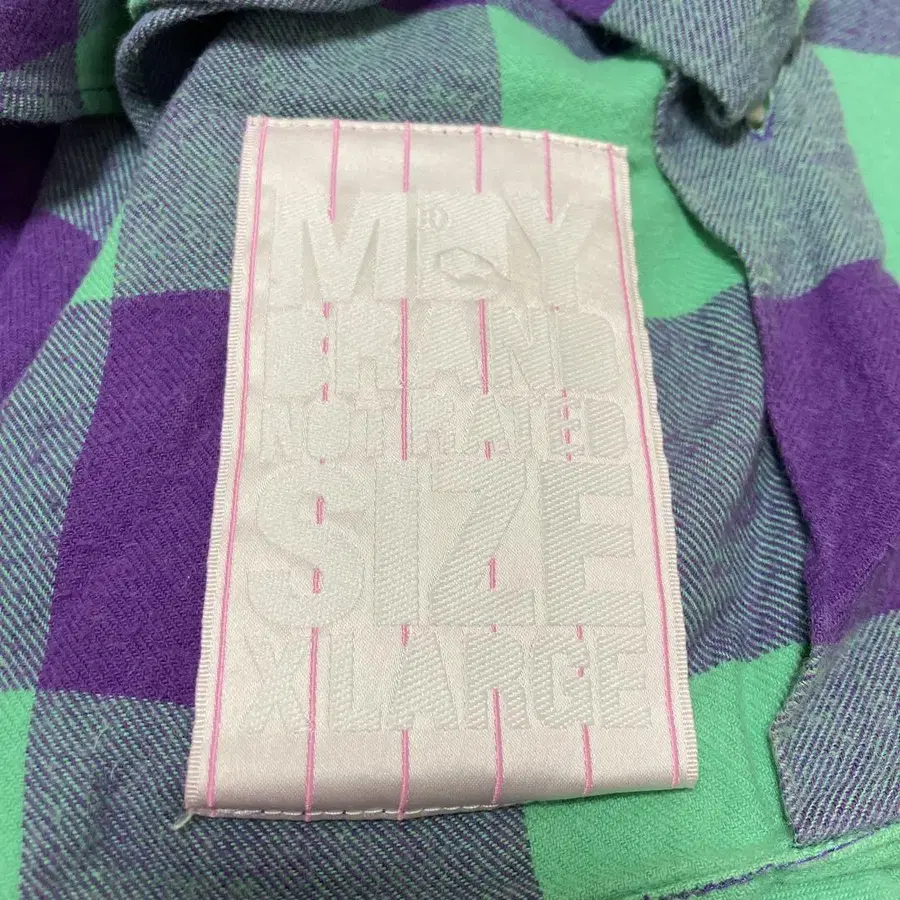 M®Y
BRAND
NOT RATED
SIZE
XLARGE